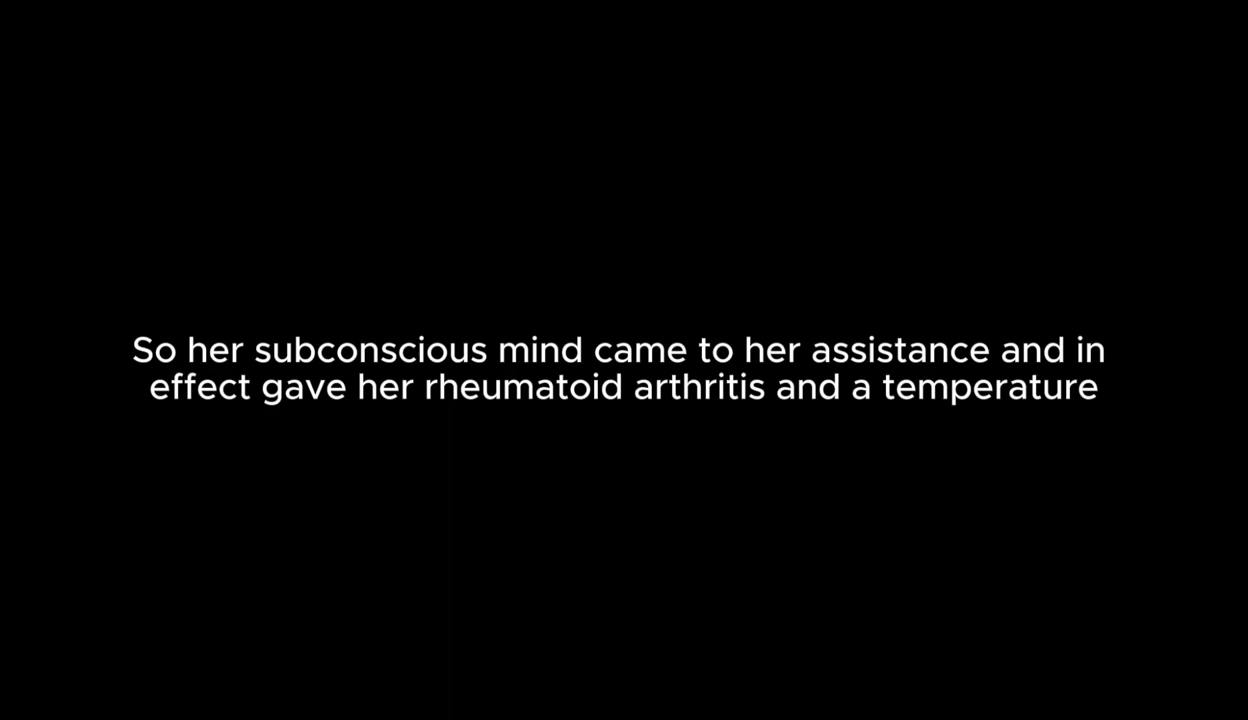 So her subconscious mind came to her assistance and in
effect gave her rheumatoid arthritis and a temperature